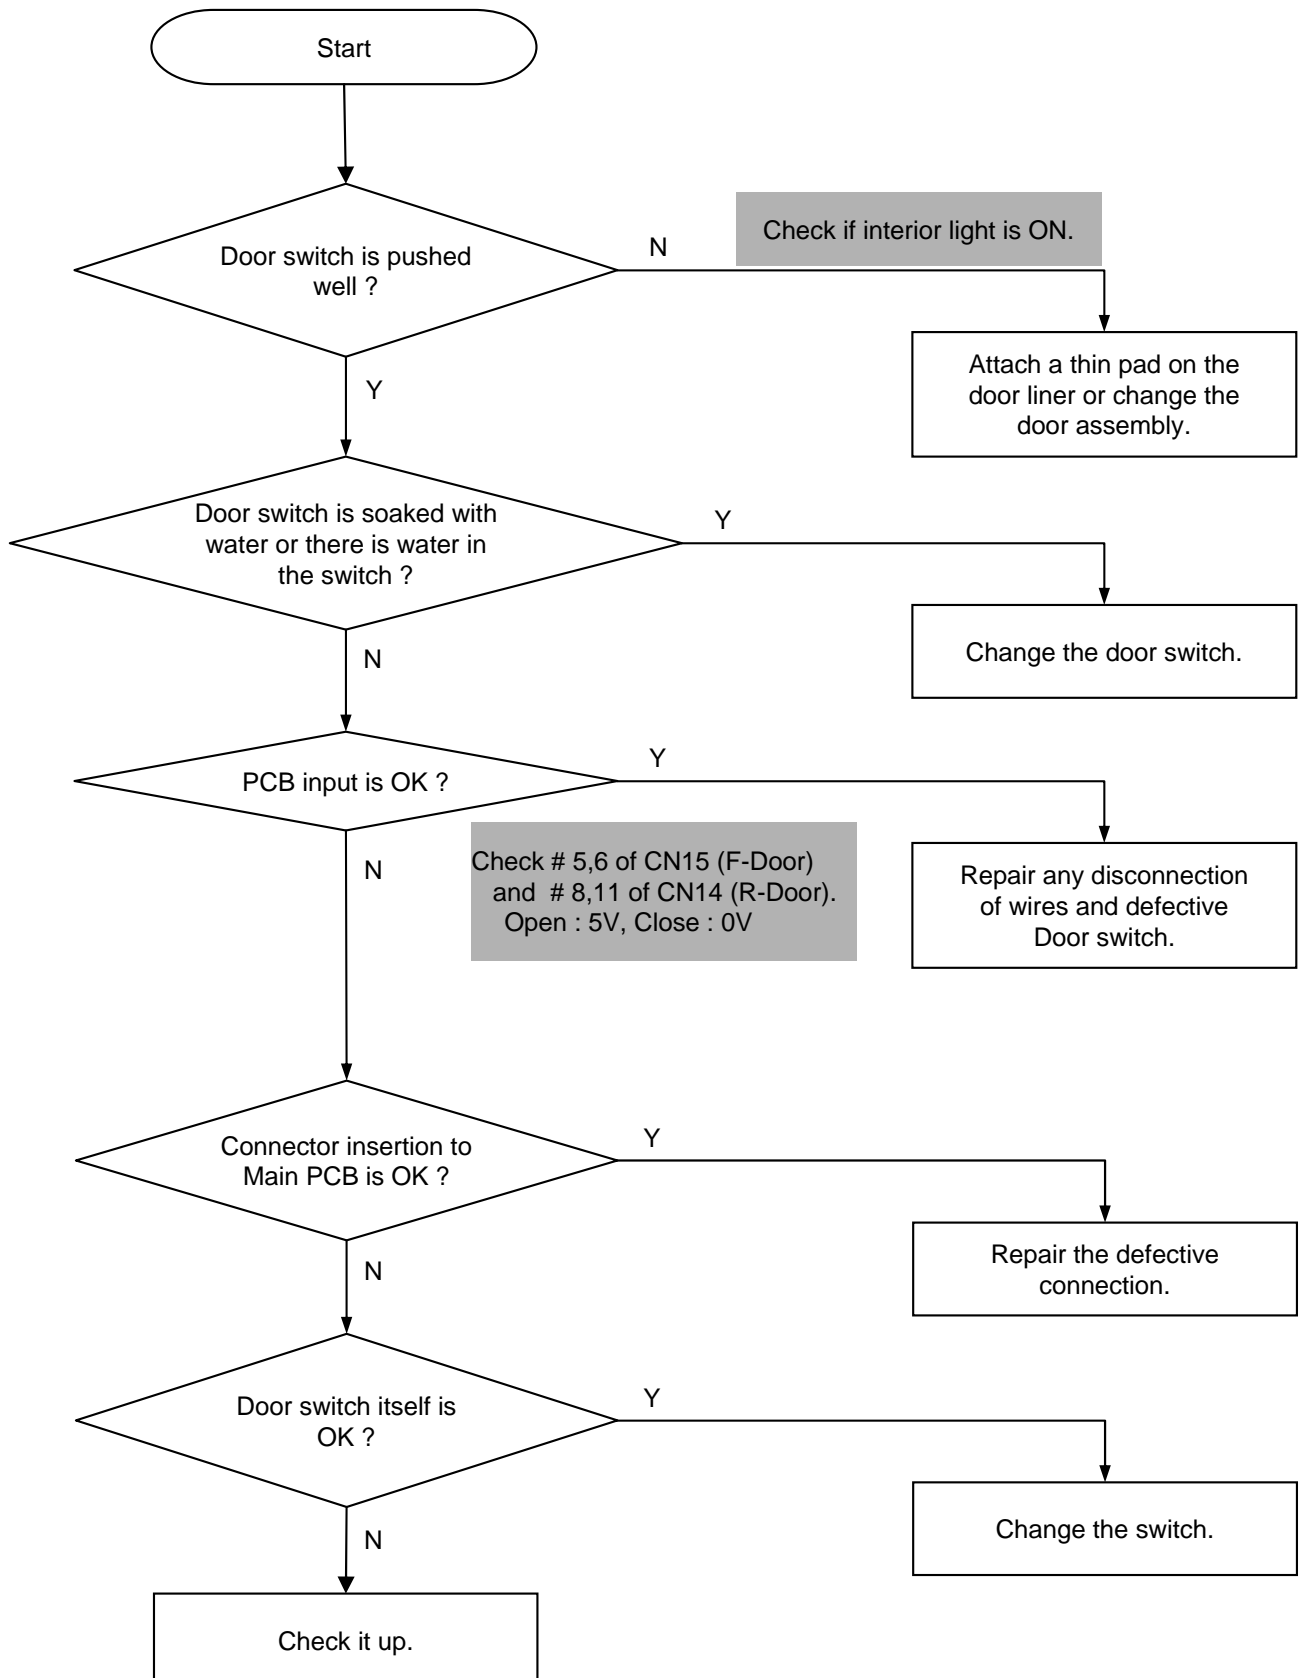 Start
Door switch is pushed
well ?
N
Check if interior light is ON.
Attach a thin pad on the
door liner or change the
door assembly.
Y
Door switch is soaked with
water or there is water in
the switch ?
Y
Change the door switch.
N
PCB input is OK ?
Y
Repair any disconnection
of wires and defective
Door switch.
N
Check # 5,6 of CN15 (F-Door)
and # 8,11 of CN14 (R-Door).
Open : 5V, Close : 0V
Connector insertion to
Main PCB is OK ?
Y
Repair the defective
connection.
N
Door switch itself is
OK ?
Y
Change the switch.
N
Check it up.